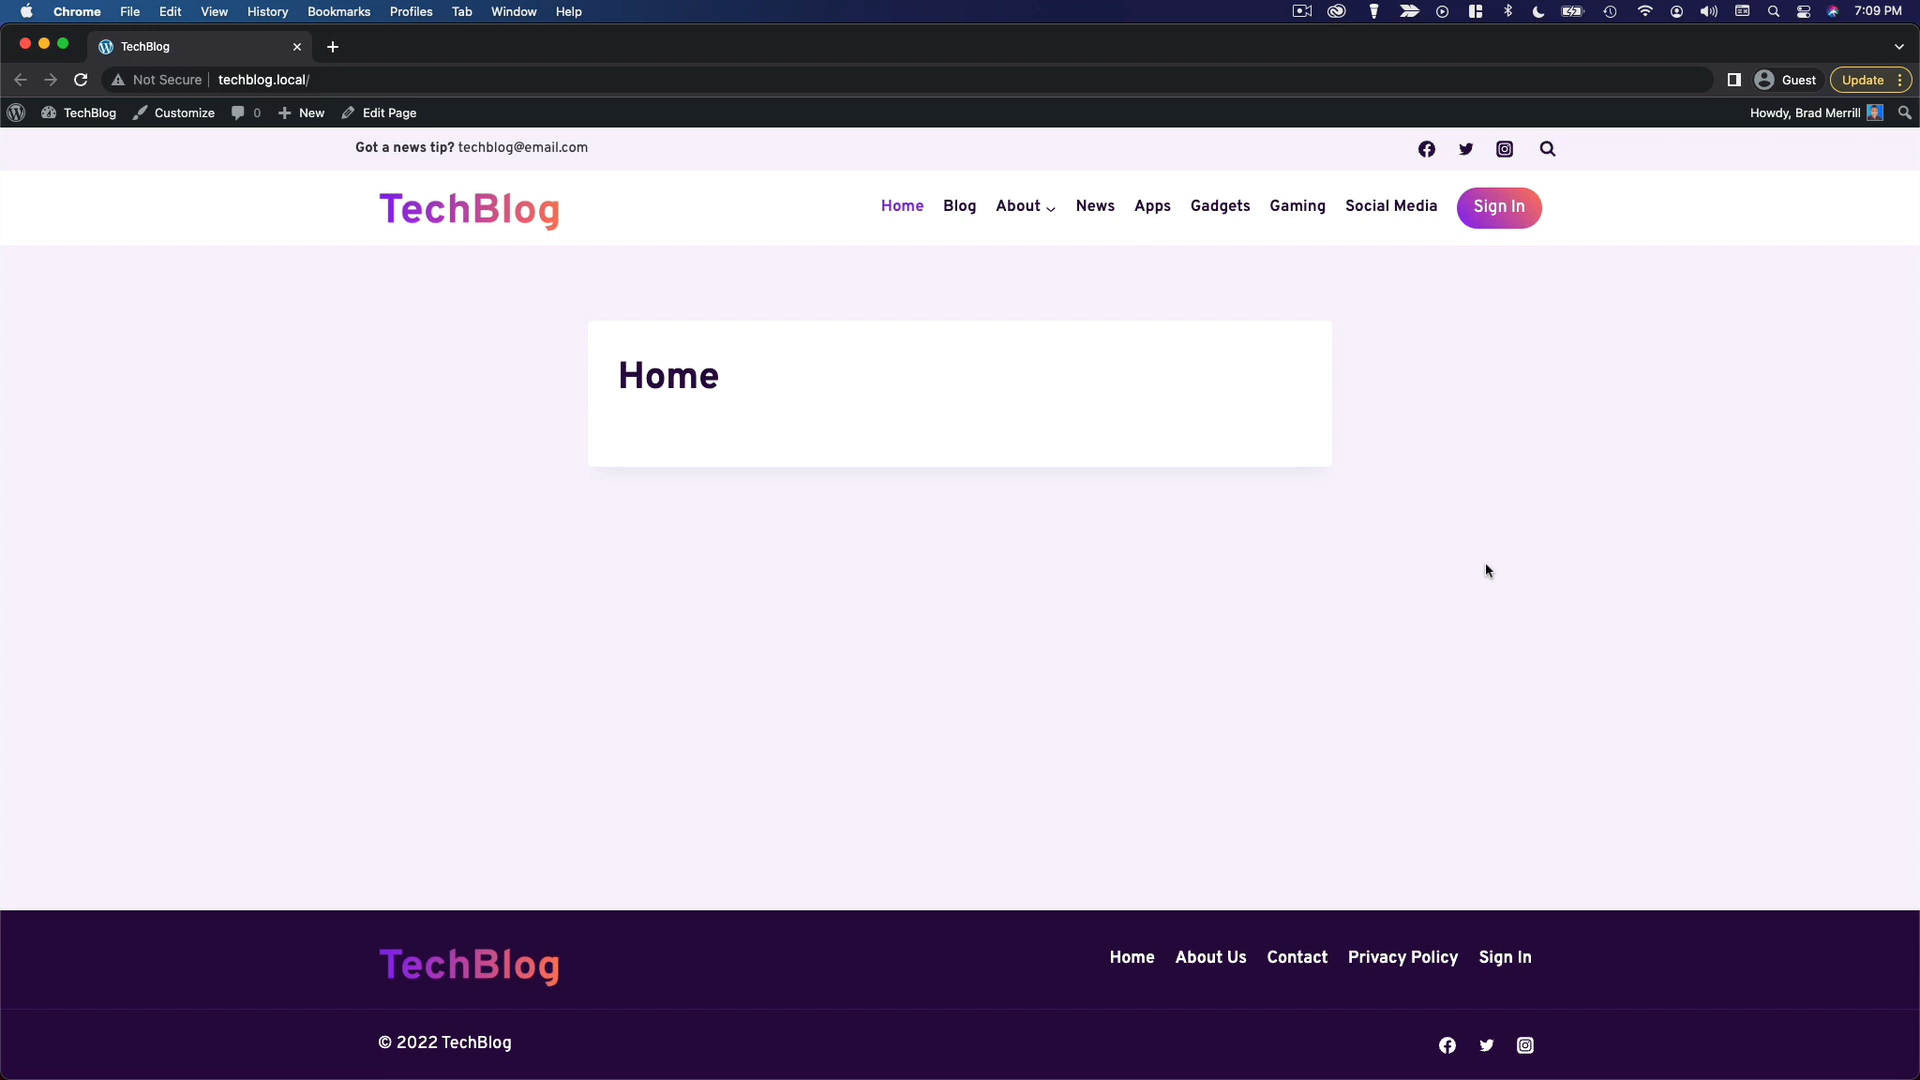 Chrome File Edit View History Bookmarks Profiles Tab Window Help 7:09 PM
TechBlog
Not Secure techblog.local/ Guest Update
TechBlog Customize 0 New Edit Page Howdy, Brad Merrill
Got a news tip? techblog@email.com
TechBlog Home Blog About News Apps Gadgets Gaming Social Media Sign In
Home
TechBlog Home About Us Contact Privacy Policy Sign In
© 2022 TechBlog